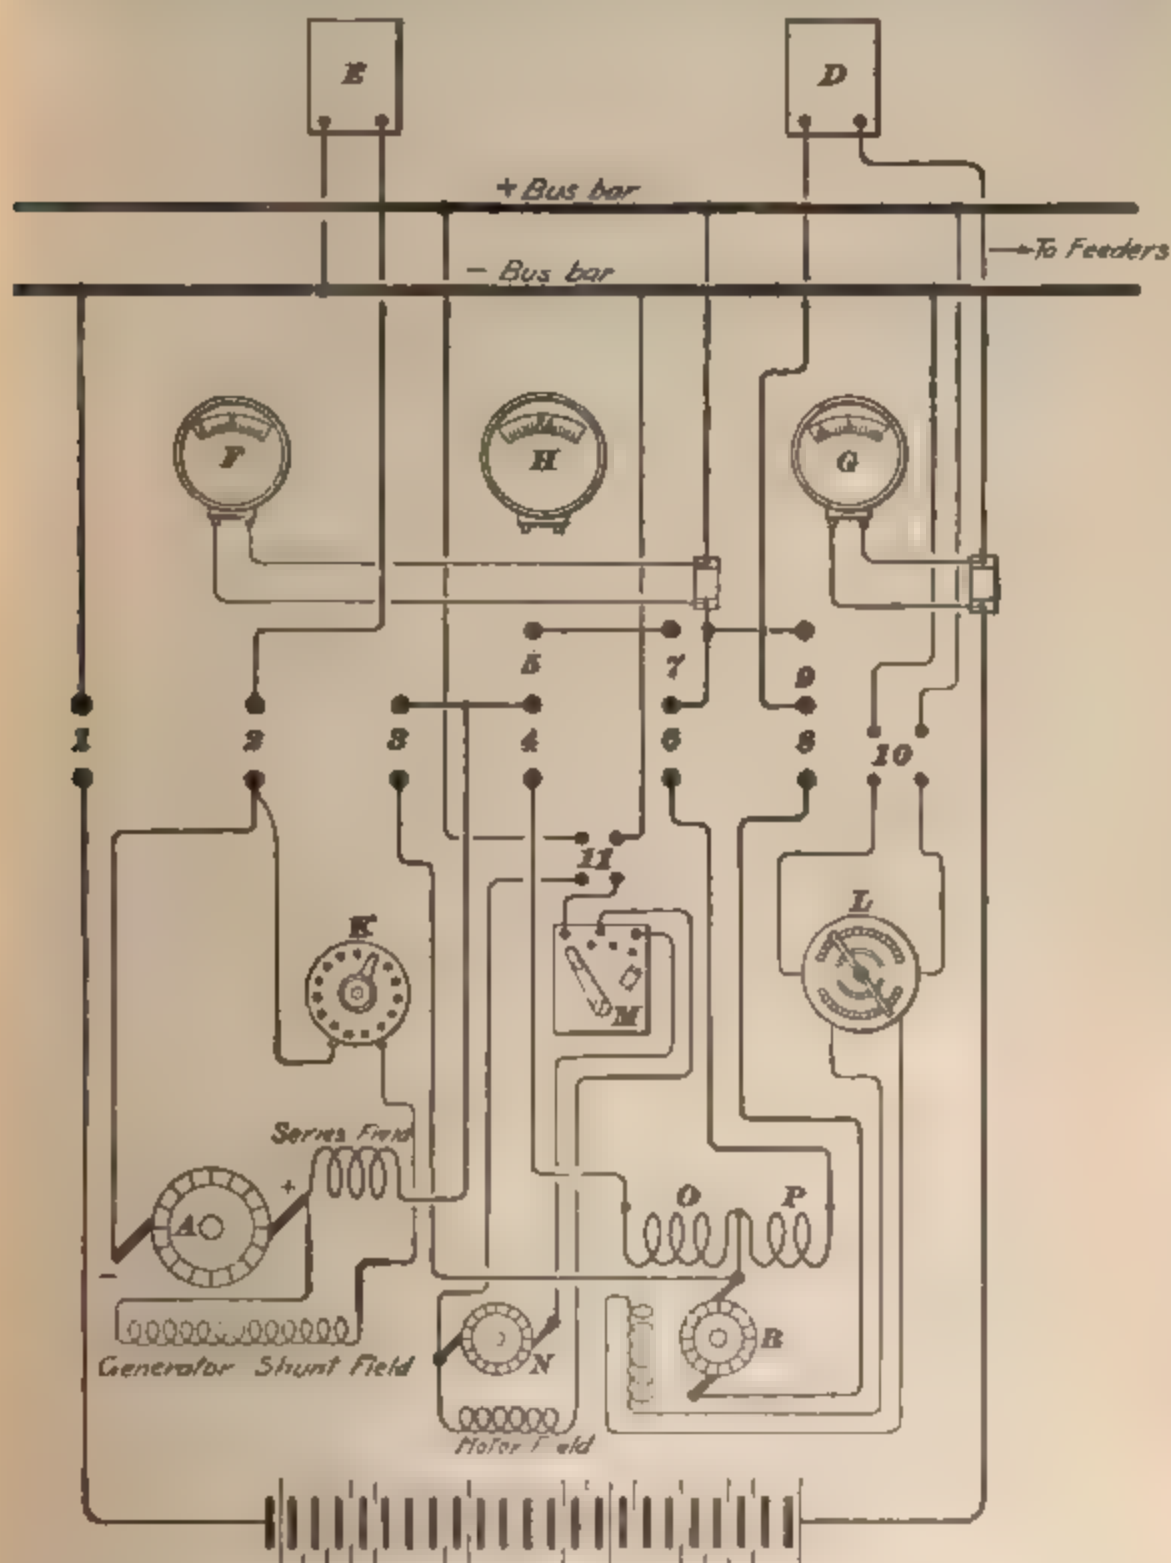 E
D
+ Bus bar
To Feeders
- Bus bar
F
H
G
5
7
9
1
2
3
4
6
8
10
11
K
L
M
Series Field
+
A
O
P
-
B
N
Generator Shunt Field
Motor Field